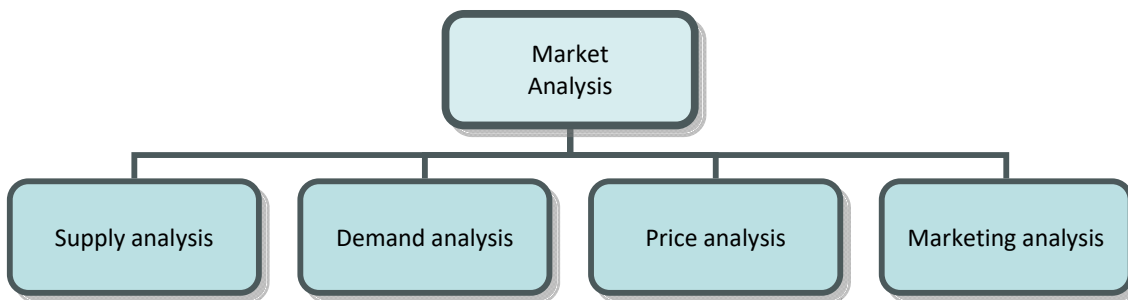 Market
Analysis
Supply analysis
Demand analysis
Price analysis
Marketing analysis